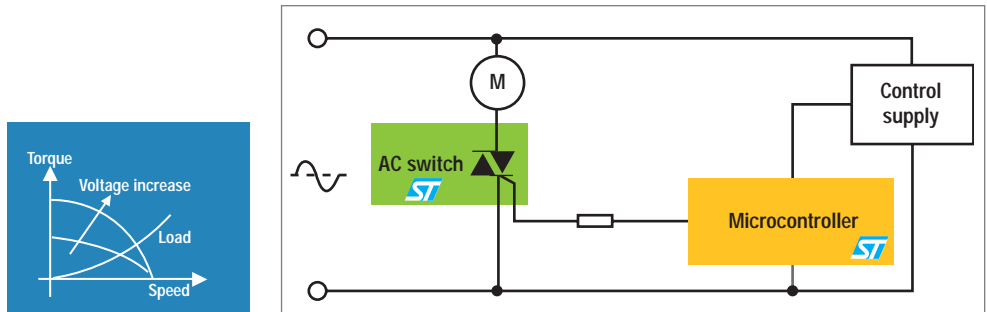 Torque
Voltage increase
Load
Speed
M
AC switch
ST
Control
supply
Microcontroller
ST